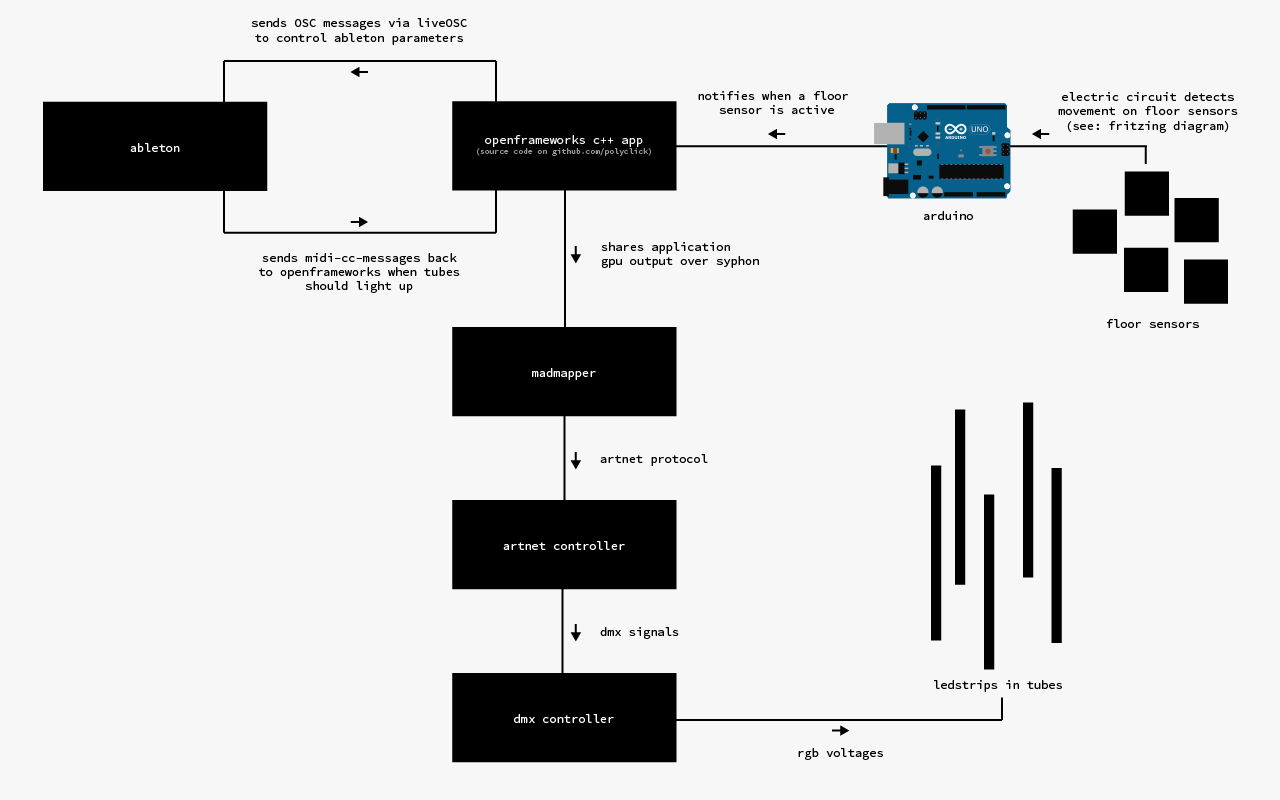 sends OSC messages via liveOSC
to control ableton parameters
ableton
openframeworks c++ app
(source code on github.com/polyclick)
notifies when a floor
sensor is active
UNO
ARDUINO
electric circuit detects
movement on floor sensors
(see: fritzing diagram)
arduino
sends midi-cc-messages back
to openframeworks when tubes
should light up
shares application
gpu output over syphon
floor sensors
madmapper
artnet protocol
artnet controller
dmx signals
ledstrips in tubes
dmx controller
rgb voltages